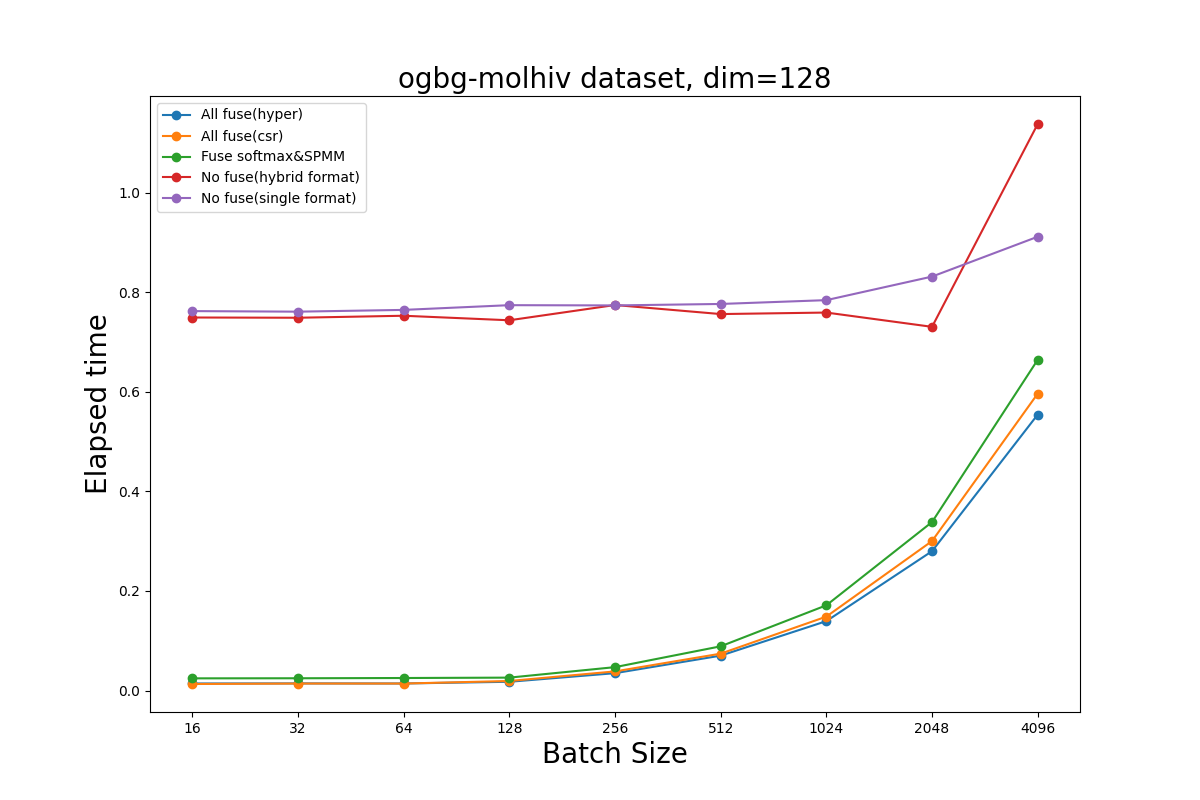 ogbg-molhiv dataset, dim=128
All fuse(hyper)
All fuse(csr)
Fuse softmax&SPMM
No fuse(hybrid format)
No fuse(single format)
Elapsed time
1.0
0.8
0.6
0.4
0.2
0.0
16 32 64 128 256 512 1024 2048 4096
Batch Size